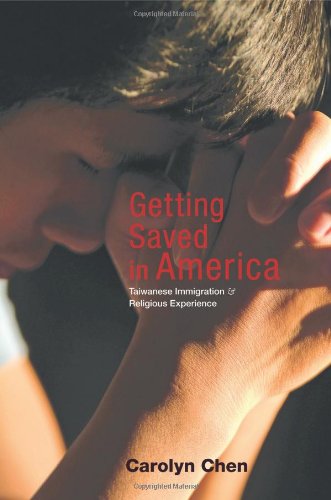 Getting
Saved
in America
Taiwanese Immigration &
Religious Experience
Carolyn Chen